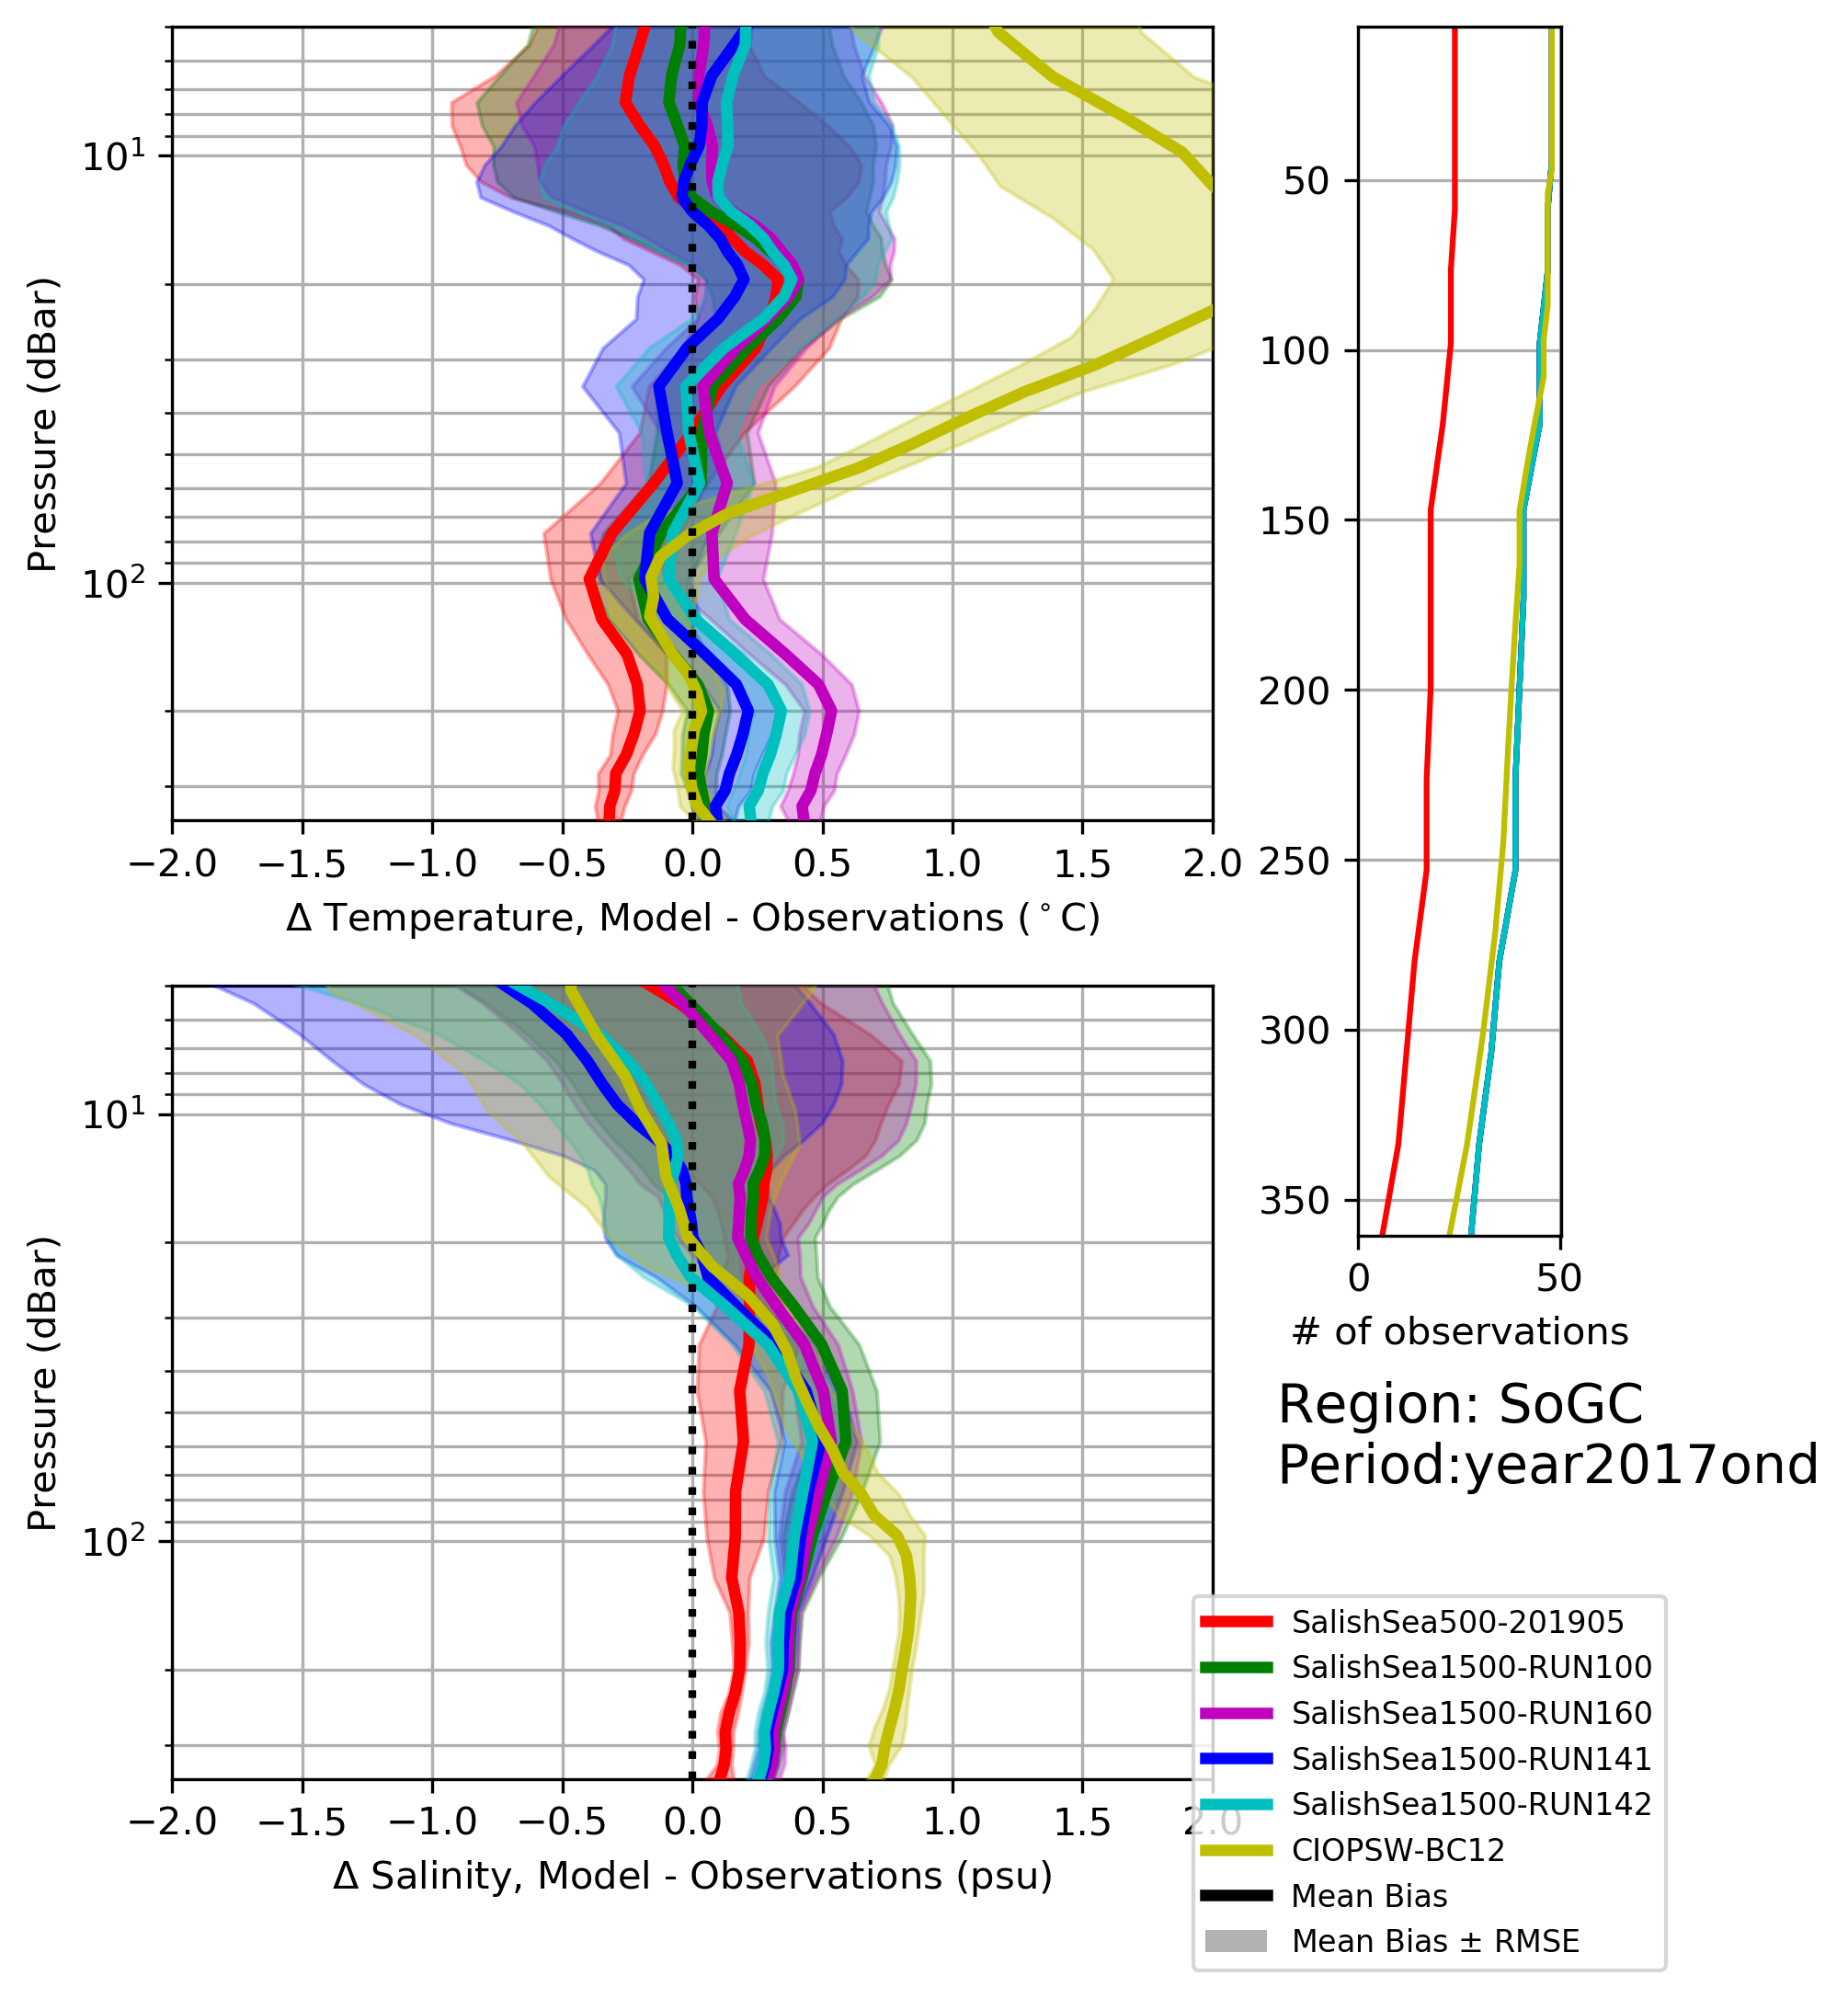 Pressure (dBar)
10¹
10²
−2.0 −1.5 −1.0 −0.5 0.0 0.5 1.0 1.5 2.0
Δ Temperature, Model - Observations (°C)
Pressure (dBar)
10¹
10²
−2.0 −1.5 −1.0 −0.5 0.0 0.5 1.0 1.5 2.0
Δ Salinity, Model - Observations (psu)
50
100
150
200
250
300
350
0 50
# of observations
Region: SoGC
Period:year2017ond
SalishSea500-201905
SalishSea1500-RUN100
SalishSea1500-RUN160
SalishSea1500-RUN141
SalishSea1500-RUN142
CIOPSW-BC12
Mean Bias
Mean Bias ± RMSE